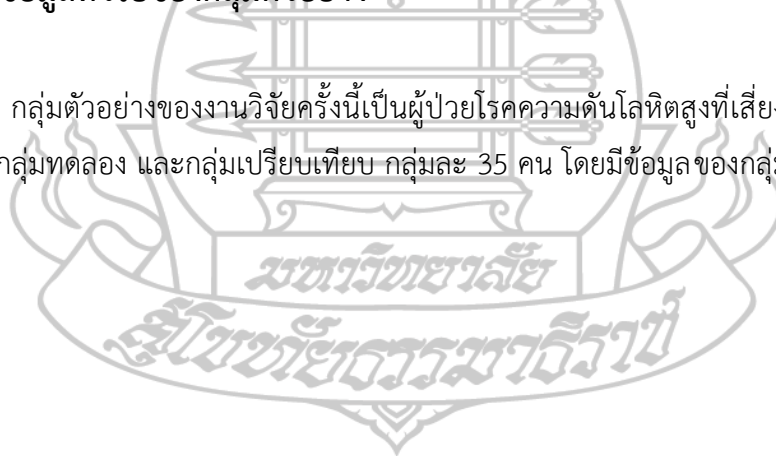 กลุ่มตัวอย่างของงานวิจัยครั้งนี้เป็นผู้ป่วยโรคความดันโลหิตสูงที่เสี่ยง
กลุ่มทดลอง และกลุ่มเปรียบเทียบ กลุ่มละ 35 คน โดยมีข้อมูลของกลุ่ม
มหาวิทยาลัย
สุโขทัยธรรมาธิราช